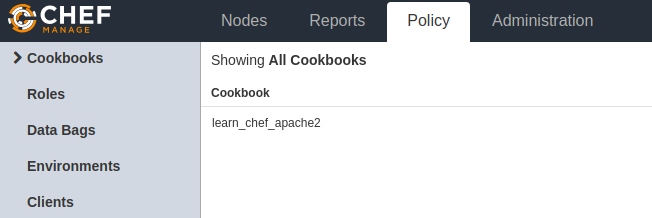 CHEF
MANAGE
Nodes Reports Policy Administration
Cookbooks
Roles
Data Bags
Environments
Clients
Showing All Cookbooks
Cookbook
learn_chef_apache2